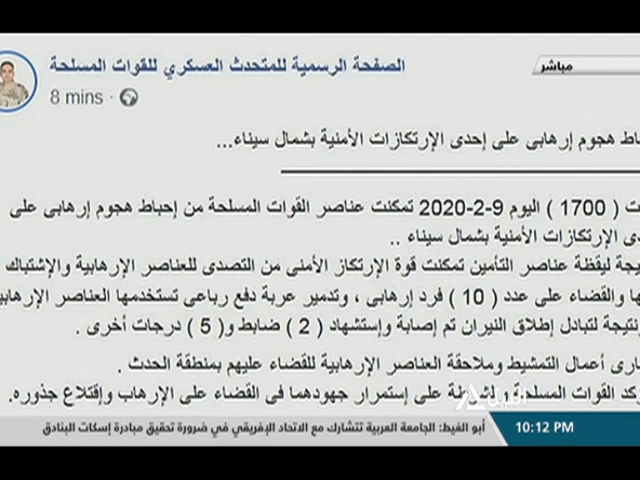 الصفحة الرسمية للمتحدث العسكري للقوات المسلحة
8 mins ·
مباشر
هجوم إرهابى على إحدى الإرتكازات الأمنية بشمال سيناء...
( 1700 ) اليوم 9-2-2020 تمكنت عناصر القوات المسلحة من إحباط هجوم إرهابى على
الإرتكازات الأمنية بشمال سيناء ..
ليقظة عناصر التأمين تمكنت قوة الإرتكاز الأمنى من التصدى للعناصر الإرهابية والإشتباك
والقضاء على عدد ( 10 ) فرد إرهابى ، وتدمير عربة دفع رباعى تستخدمها العناصر الإرهابية
نتيجة لتبادل إطلاق النيران تم إصابة وإستشهاد ( 2 ) ضابط و( 5 ) درجات أخرى .
أعمال التمشيط وملاحقة العناصر الإرهابية للقضاء عليهم بمنطقة الحدث .
القوات المسلحة على إستمرار جهودهما فى القضاء على الإرهاب وإقتلاع جذوره.
أبو الغيط: الجامعة العربية تتشارك مع الاتحاد الإفريقي في ضرورة تحقيق مبادرة إسكات البنادق
10:12 PM